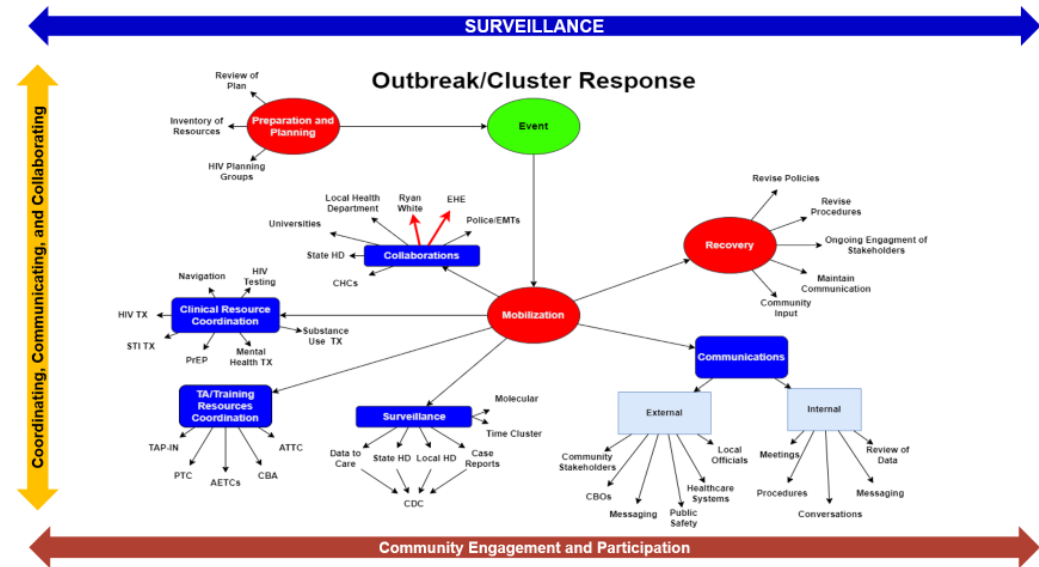 SURVEILLANCE
Coordinating, Communicating, and Collaborating
Outbreak/Cluster Response
Review of
Plan
Inventory of
Resources
HIV Planning
Groups
Preparation and
Planning
Event
Local Health
Department
Ryan
White
EHE
Universities
Police/EMTs
State HD
Collaborations
CHCs
Revise Policies
Revise
Procedures
Recovery
Ongoing Engagment of
Stakeholders
Maintain
Communication
Community
Input
Navigation
HIV
Testing
HIV TX
Clinical Resource
Coordination
STI TX
PrEP
Mental
Health TX
Substance
Use TX
Mobilization
TA/Training
Resources
Coordination
TAP-IN
PTC
AETCs
CBA
ATTC
Surveillance
Molecular
Time Cluster
Data to
Care
State HD
Local HD
Case
Reports
CDC
Communications
External
Community
Stakeholders
CBOs
Messaging
Public
Safety
Healthcare
Systems
Local
Officials
Internal
Meetings
Procedures
Conversations
Messaging
Review of
Data
Community Engagement and Participation